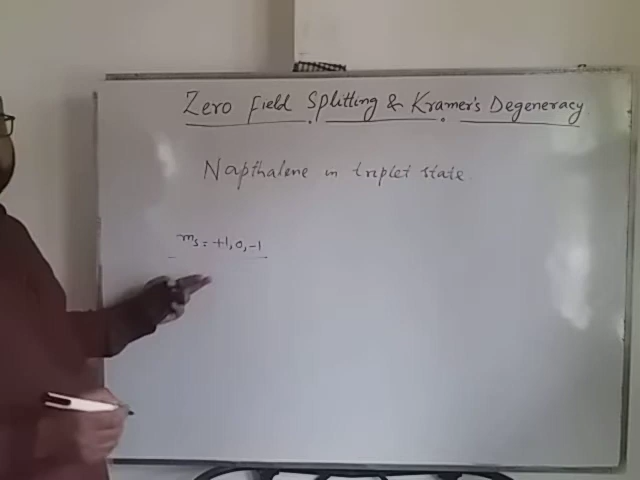 Zero Field Splitting & Kramer's Degeneracy
Napthalene in triplet state.
ms = +1, 0, -1